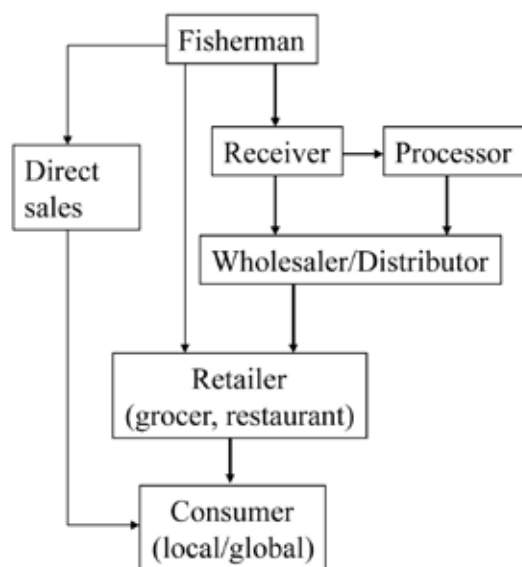 Fisherman
Receiver
Processor
Direct
sales
Wholesaler/Distributor
Retailer
(grocer, restaurant)
Consumer
(local/global)